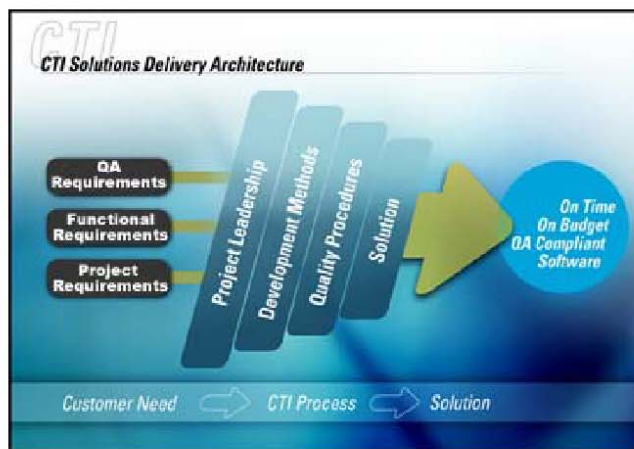 CTI
CTI Solutions Delivery Architecture
QA
Requirements
Functional
Requirements
Project
Requirements
Project Leadership
Development Methods
Quality Procedures
Solution
On Time
On Budget
QA Compliant
Software
Customer Need
CTI Process
Solution